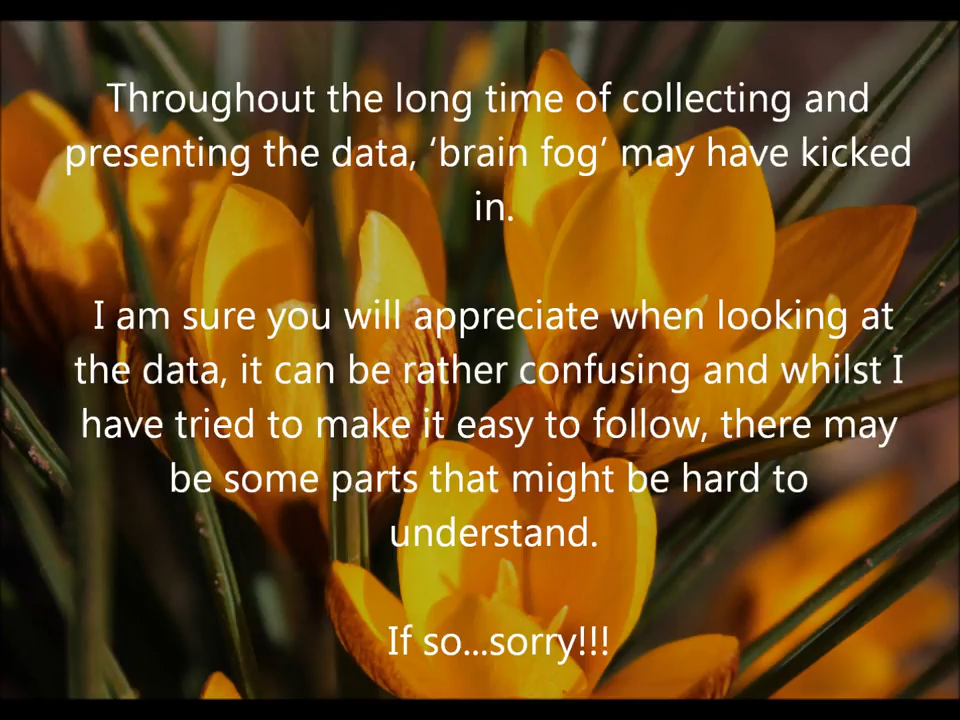 Throughout the long time of collecting and
presenting the data, ‘brain fog’ may have kicked
in.
I am sure you will appreciate when looking at
the data, it can be rather confusing and whilst I
have tried to make it easy to follow, there may
be some parts that might be hard to
understand.
If so...sorry!!!